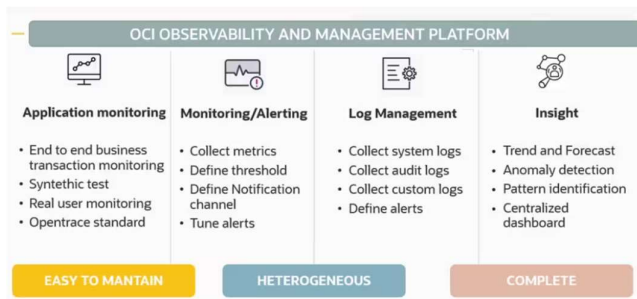 OCI OBSERVABILITY AND MANAGEMENT PLATFORM
Application monitoring
• End to end business
transaction monitoring
• Syntethic test
• Real user monitoring
• Opentrace standard
Monitoring/Alerting
• Collect metrics
• Define threshold
• Define Notification
channel
• Tune alerts
Log Management
• Collect system logs
• Collect audit logs
• Collect custom logs
• Define alerts
Insight
• Trend and Forecast
• Anomaly detection
• Pattern identification
• Centralized
dashboard
EASY TO MANTAIN
HETEROGENEOUS
COMPLETE